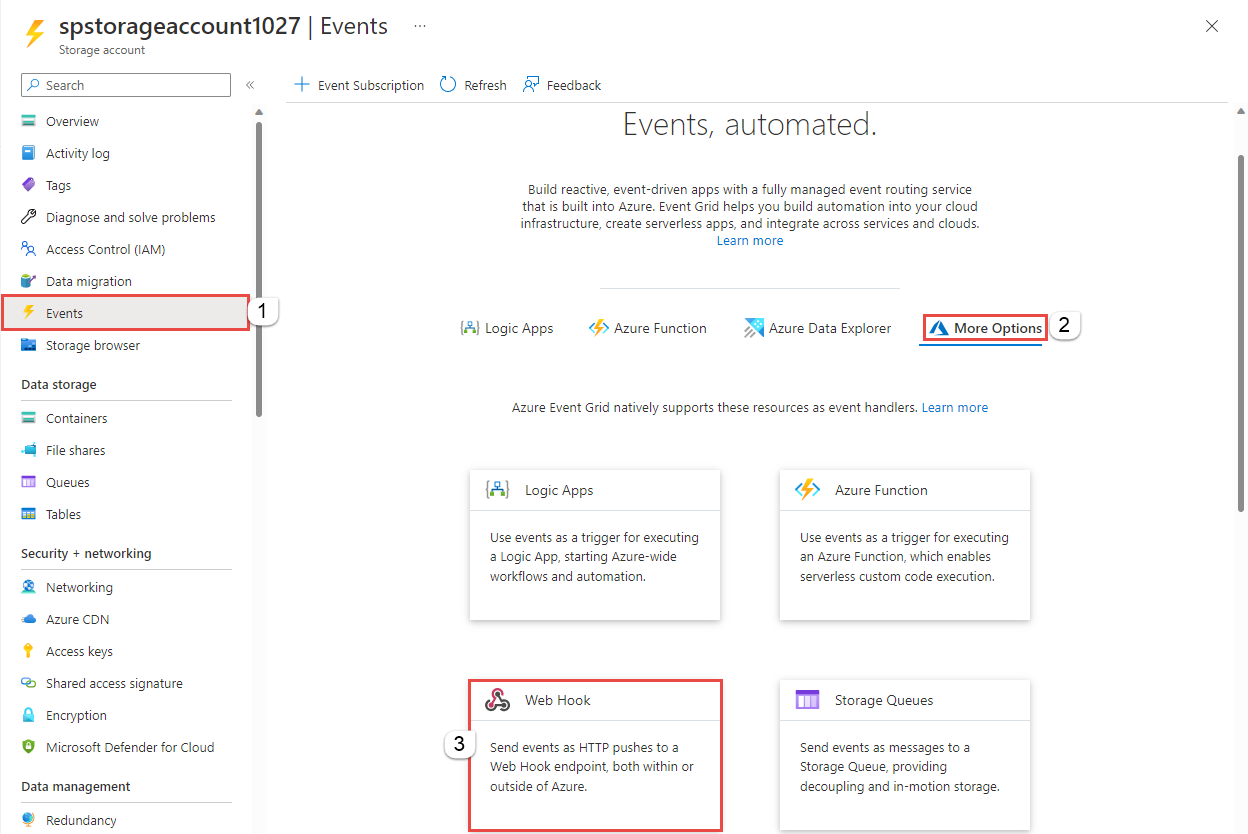 spstorageaccount1027 | Events ...
Storage account
Search
«
Overview
Activity log
Tags
Diagnose and solve problems
Access Control (IAM)
Data migration
Events
1
Storage browser
Data storage
Containers
File shares
Queues
Tables
Security + networking
Networking
Azure CDN
Access keys
Shared access signature
Encryption
Microsoft Defender for Cloud
Data management
Redundancy
+ Event Subscription Refresh Feedback
Events, automated.
Build reactive, event-driven apps with a fully managed event routing service
that is built into Azure. Event Grid helps you build automation into your cloud
infrastructure, create serverless apps, and integrate across services and clouds.
Learn more
Logic Apps Azure Function Azure Data Explorer More Options 2
Azure Event Grid natively supports these resources as event handlers. Learn more
Logic Apps
Use events as a trigger for executing
a Logic App, starting Azure-wide
workflows and automation.
Azure Function
Use events as a trigger for executing
an Azure Function, which enables
serverless custom code execution.
Web Hook
3
Send events as HTTP pushes to a
Web Hook endpoint, both within or
outside of Azure.
Storage Queues
Send events as messages to a
Storage Queue, providing
decoupling and in-motion storage.